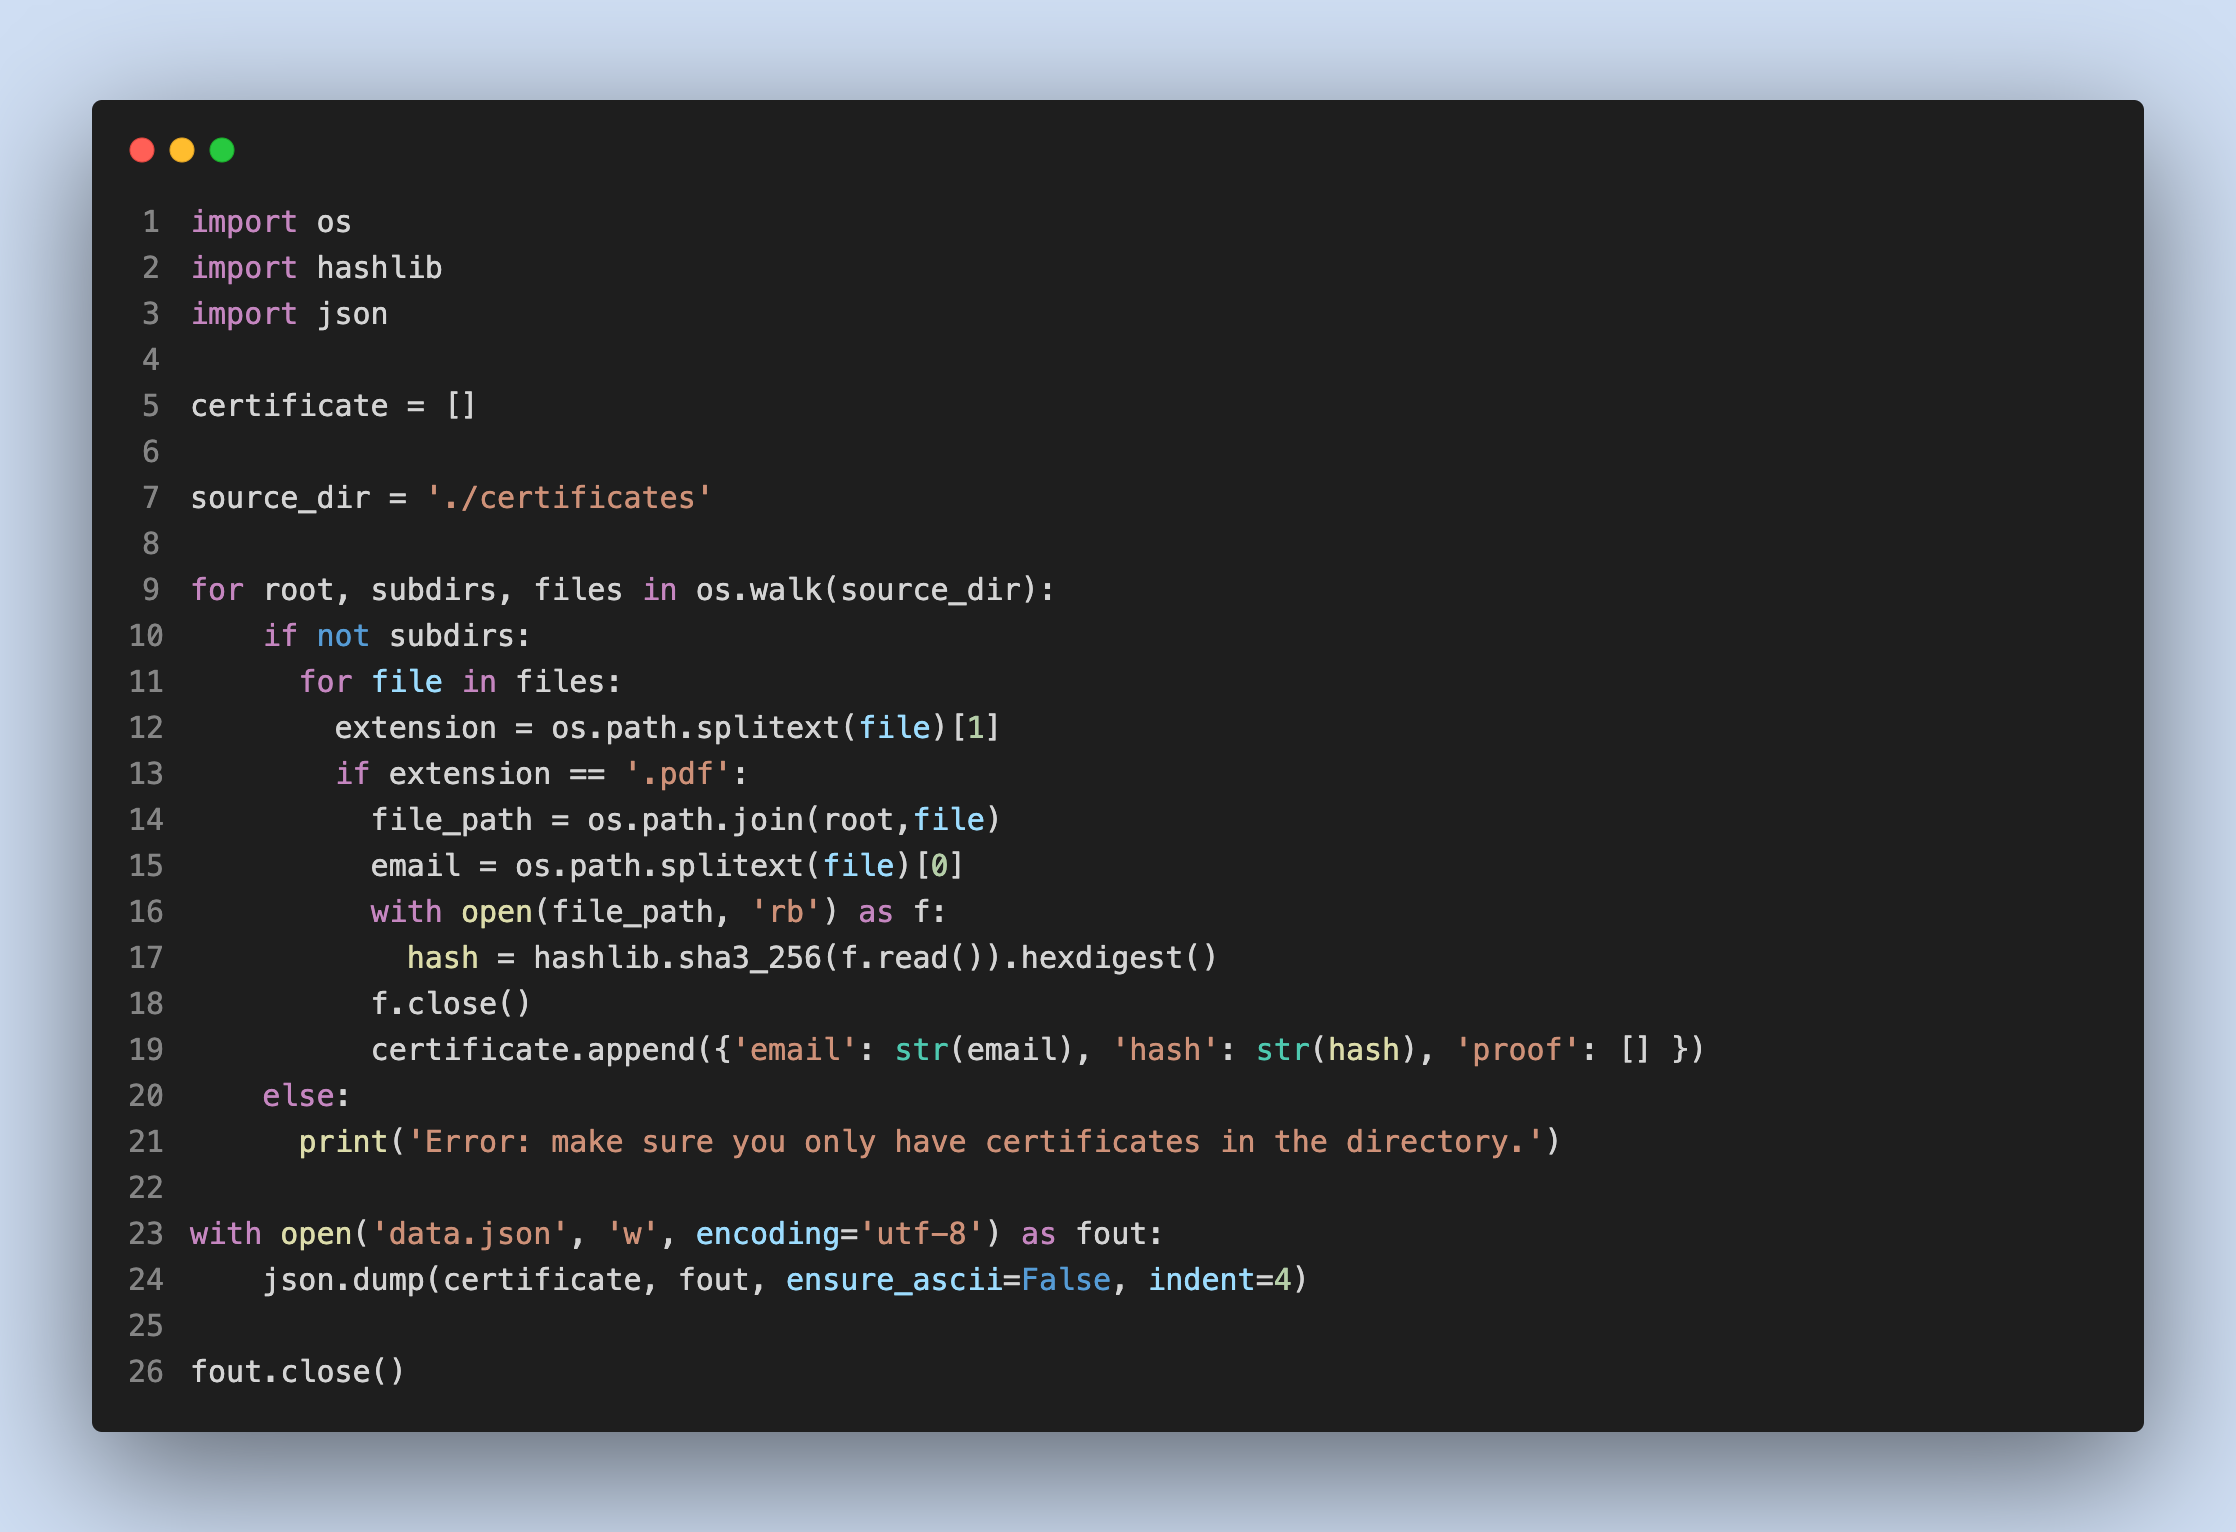 1 import os
2 import hashlib
3 import json
4
5 certificate = []
6
7 source_dir = './certificates'
8
9 for root, subdirs, files in os.walk(source_dir):
10     if not subdirs:
11       for file in files:
12         extension = os.path.splitext(file)[1]
13         if extension == '.pdf':
14           file_path = os.path.join(root,file)
15           email = os.path.splitext(file)[0]
16           with open(file_path, 'rb') as f:
17             hash = hashlib.sha3_256(f.read()).hexdigest()
18           f.close()
19           certificate.append({'email': str(email), 'hash': str(hash), 'proof': [] })
20     else:
21       print('Error: make sure you only have certificates in the directory.')
22
23 with open('data.json', 'w', encoding='utf-8') as fout:
24     json.dump(certificate, fout, ensure_ascii=False, indent=4)
25
26 fout.close()